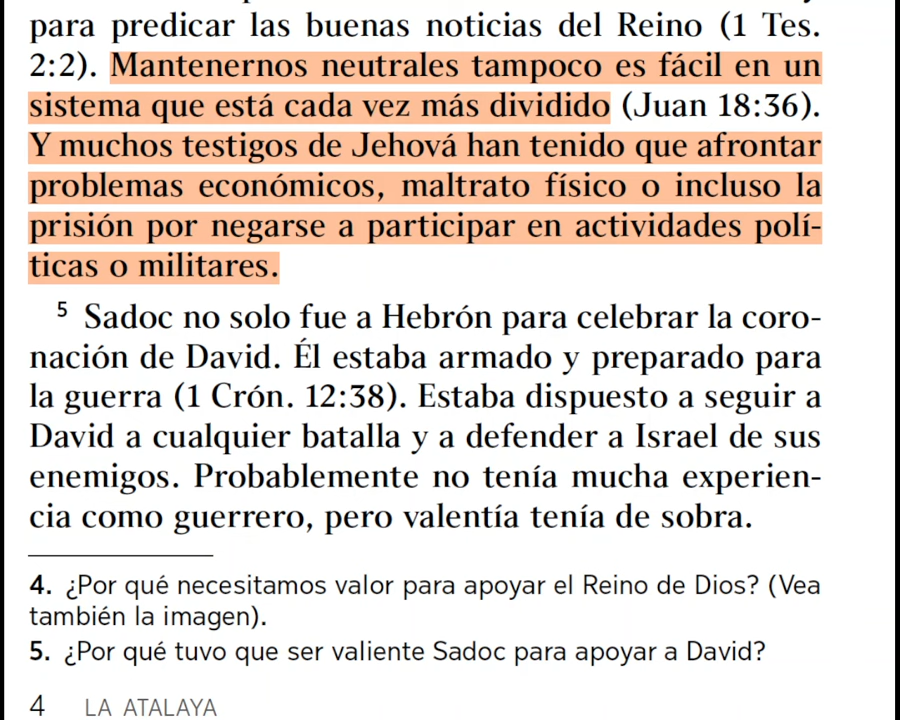 para predicar las buenas noticias del Reino (1 Tes.
2:2). Mantenernos neutrales tampoco es fácil en un
sistema que está cada vez más dividido (Juan 18:36).
Y muchos testigos de Jehová han tenido que afrontar
problemas económicos, maltrato físico o incluso la
prisión por negarse a participar en actividades polí-
ticas o militares.
5 Sadoc no solo fue a Hebrón para celebrar la coro-
nación de David. Él estaba armado y preparado para
la guerra (1 Crón. 12:38). Estaba dispuesto a seguir a
David a cualquier batalla y a defender a Israel de sus
enemigos. Probablemente no tenía mucha experien-
cia como guerrero, pero valentía tenía de sobra.
4. ¿Por qué necesitamos valor para apoyar el Reino de Dios? (Vea
también la imagen).
5. ¿Por qué tuvo que ser valiente Sadoc para apoyar a David?
4 LA ATALAYA